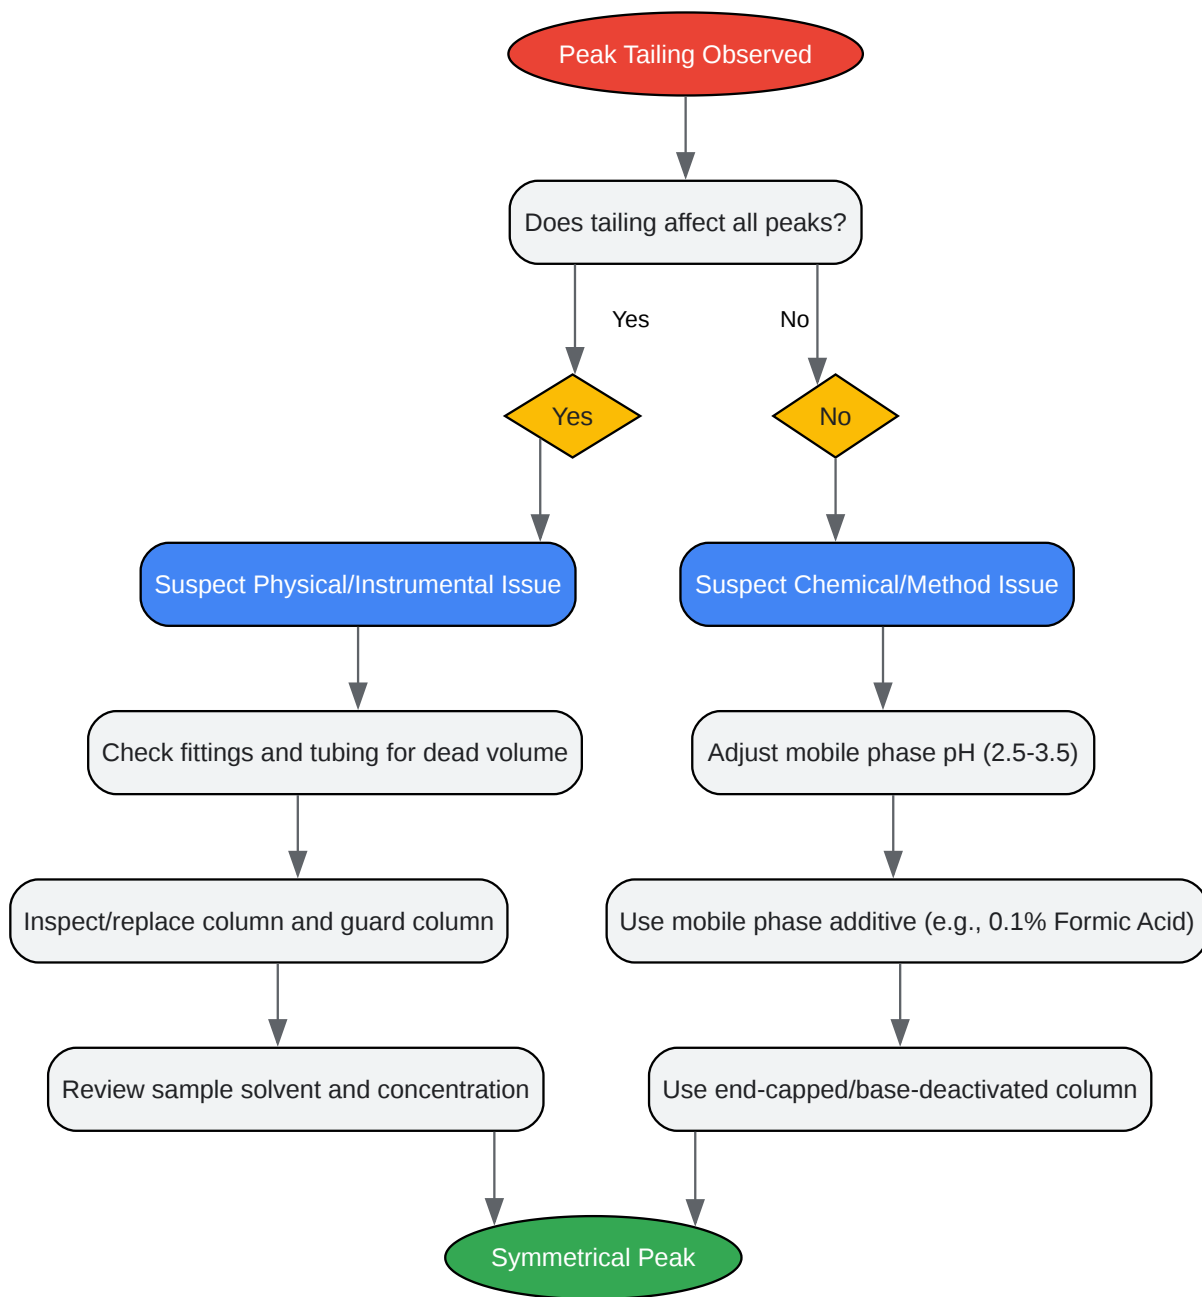 Peak Tailing Observed
Does tailing affect all peaks?
Yes
No
Yes
No
Suspect Physical/Instrumental Issue
Suspect Chemical/Method Issue
Check fittings and tubing for dead volume
Adjust mobile phase pH (2.5-3.5)
Inspect/replace column and guard column
Use mobile phase additive (e.g., 0.1% Formic Acid)
Review sample solvent and concentration
Use end-capped/base-deactivated column
Symmetrical Peak